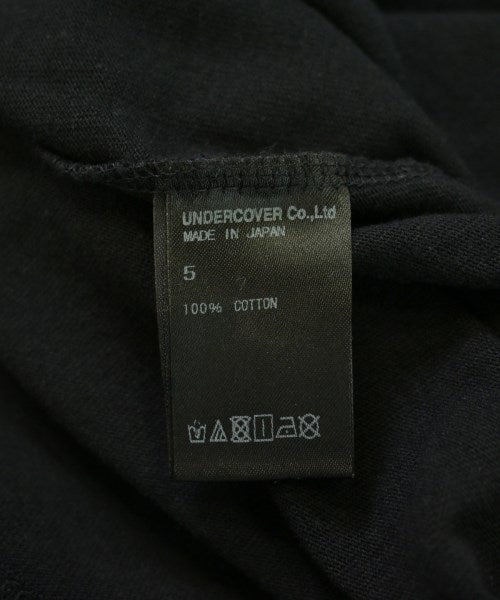 UNDERCOVER Co.,Ltd
MADE IN JAPAN
5
100% COTTON